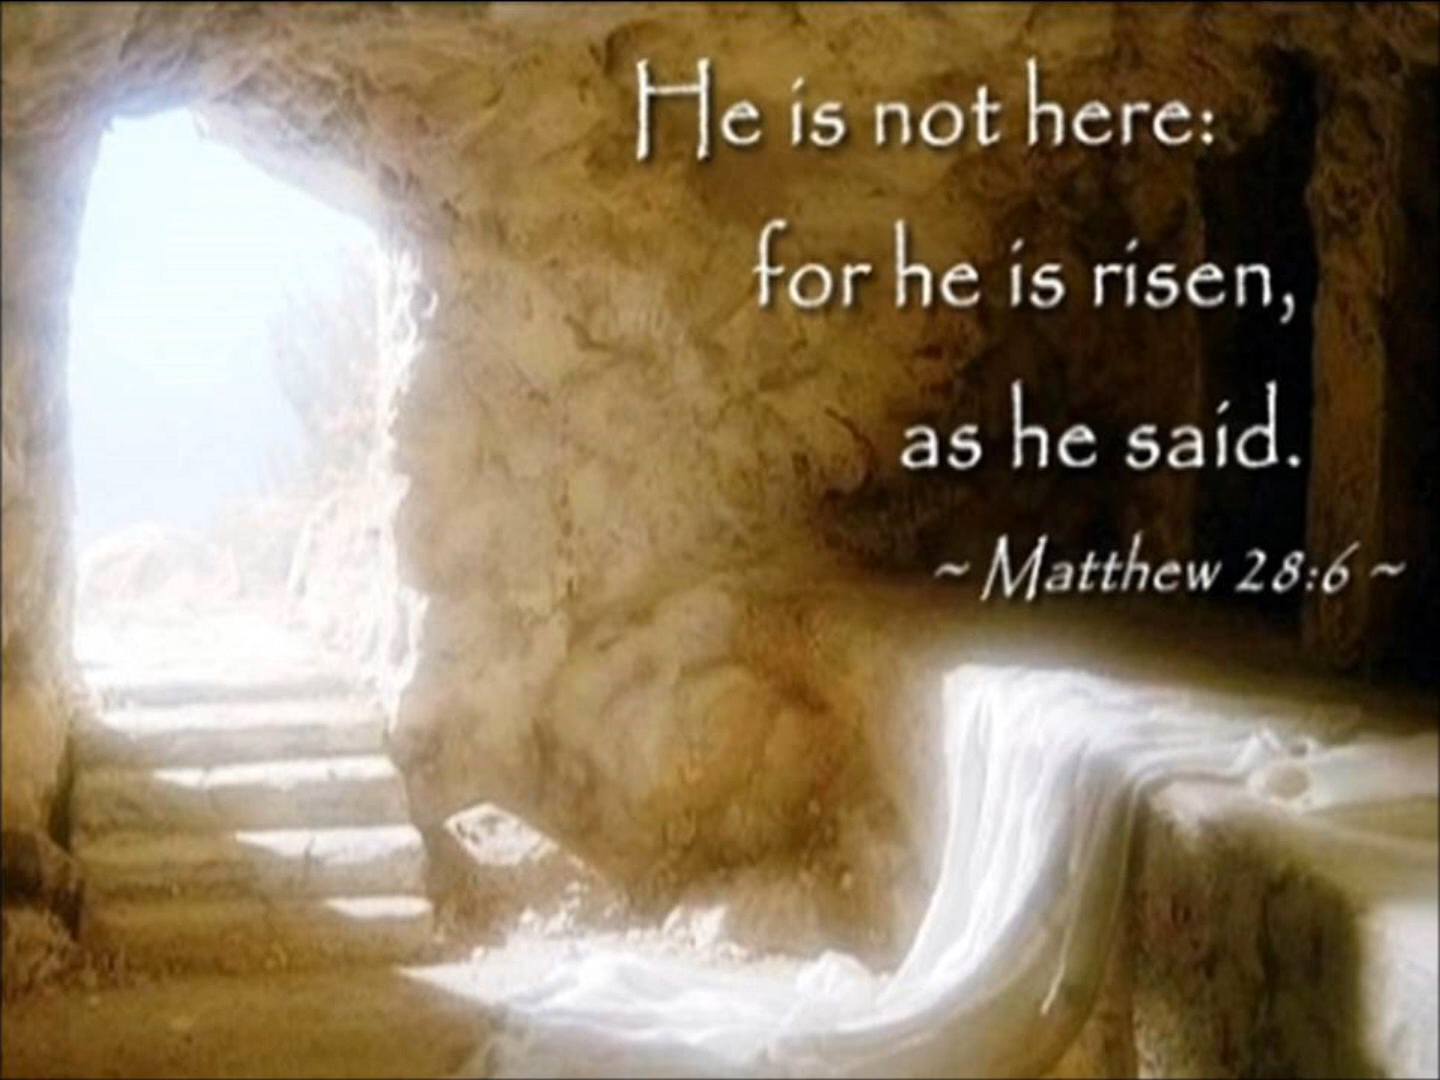 He is not here:
for he is risen,
as he said.
~ Matthew 28:6 ~